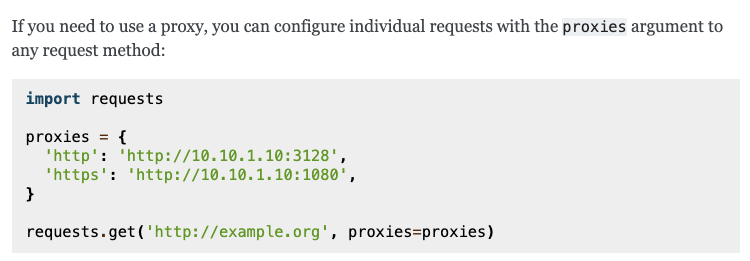 If you need to use a proxy, you can configure individual requests with the proxies argument to
any request method:
import requests
proxies = {
  'http': 'http://10.10.1.10:3128',
  'https': 'http://10.10.1.10:1080',
}
requests.get('http://example.org', proxies=proxies)